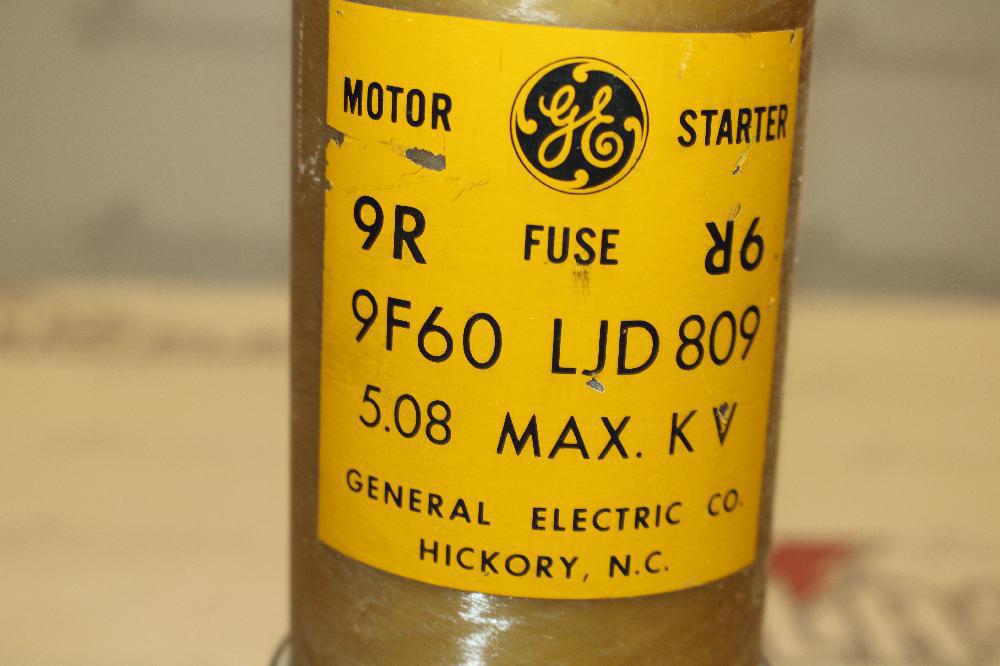 MOTOR GE STARTER
9R FUSE 9R
9F60 LJD 809
5.08 MAX. KV
GENERAL ELECTRIC CO.
HICKORY, N.C.